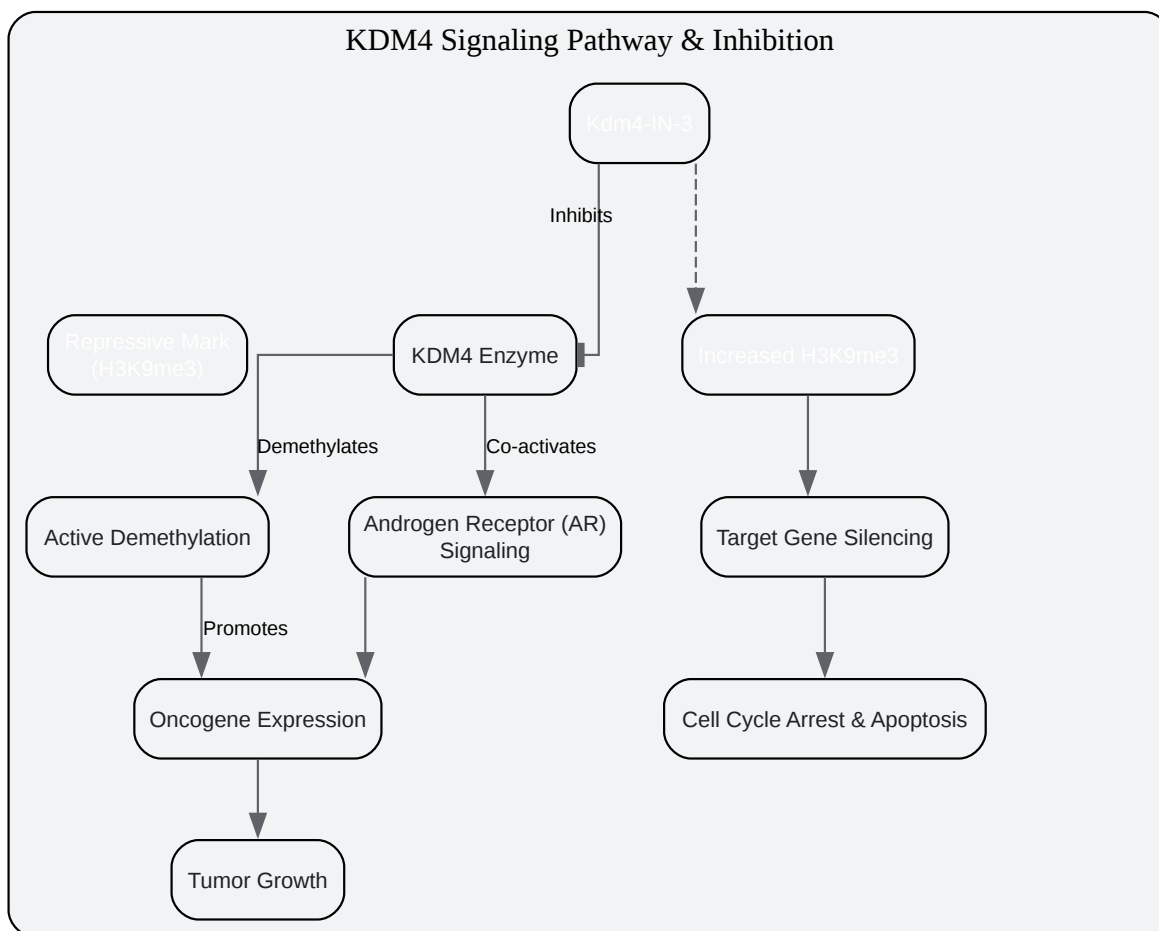 KDM4 Signaling Pathway & Inhibition
Kdm4-IN-3
Inhibits
Repressive Mark
(H3K9me3)
KDM4 Enzyme
Increased H3K9me3
Demethylates
Co-activates
Active Demethylation
Androgen Receptor (AR)
Signaling
Target Gene Silencing
Promotes
Oncogene Expression
Cell Cycle Arrest & Apoptosis
Tumor Growth